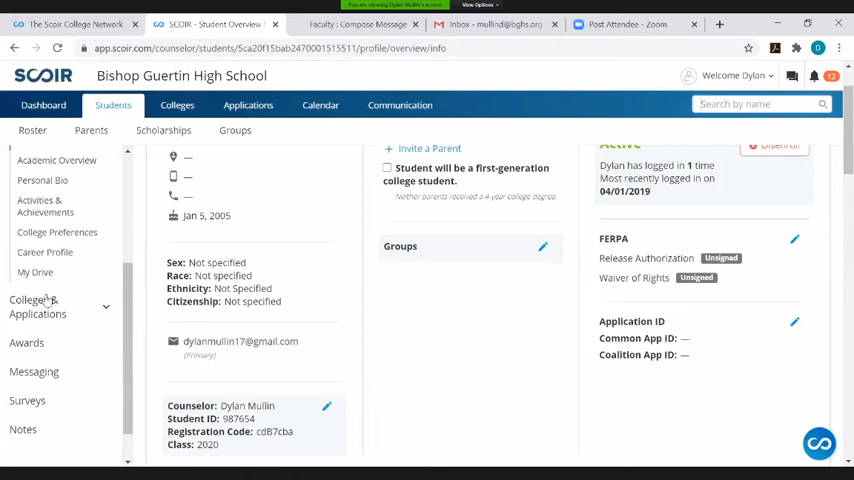 You are viewing Dylan Mullin's screen
View Options
The Scoir College Network
SCOIR - Student Overview
Faculty : Compose Message
Inbox - mullind@bghs.org
Post Attendee - Zoom
app.scoir.com/counselor/students/5ca20f15bab2470001515511/profile/overview/info
D
SCOIR
Bishop Guertin High School
Welcome Dylan
12
Dashboard
Students
Colleges
Applications
Calendar
Communication
Search by name
Roster
Parents
Scholarships
Groups
Academic Overview
Personal Bio
Activities &
Achievements
College Preferences
Career Profile
My Drive
Colleges &
Applications
Awards
Messaging
Surveys
Notes
—
—
—
Jan 5, 2005
Sex: Not specified
Race: Not specified
Ethnicity: Not Specified
Citizenship: Not specified
dylanmullin17@gmail.com
(Primary)
Counselor: Dylan Mullin
Student ID: 987654
Registration Code: cdB7cba
Class: 2020
+ Invite a Parent
Student will be a first-generation
college student.
Neither parents received a 4-year college degree.
Groups
Active
Disenroll
Dylan has logged in 1 time
Most recently logged in on
04/01/2019
FERPA
Release Authorization Unsigned
Waiver of Rights Unsigned
Application ID
Common App ID: —
Coalition App ID: —